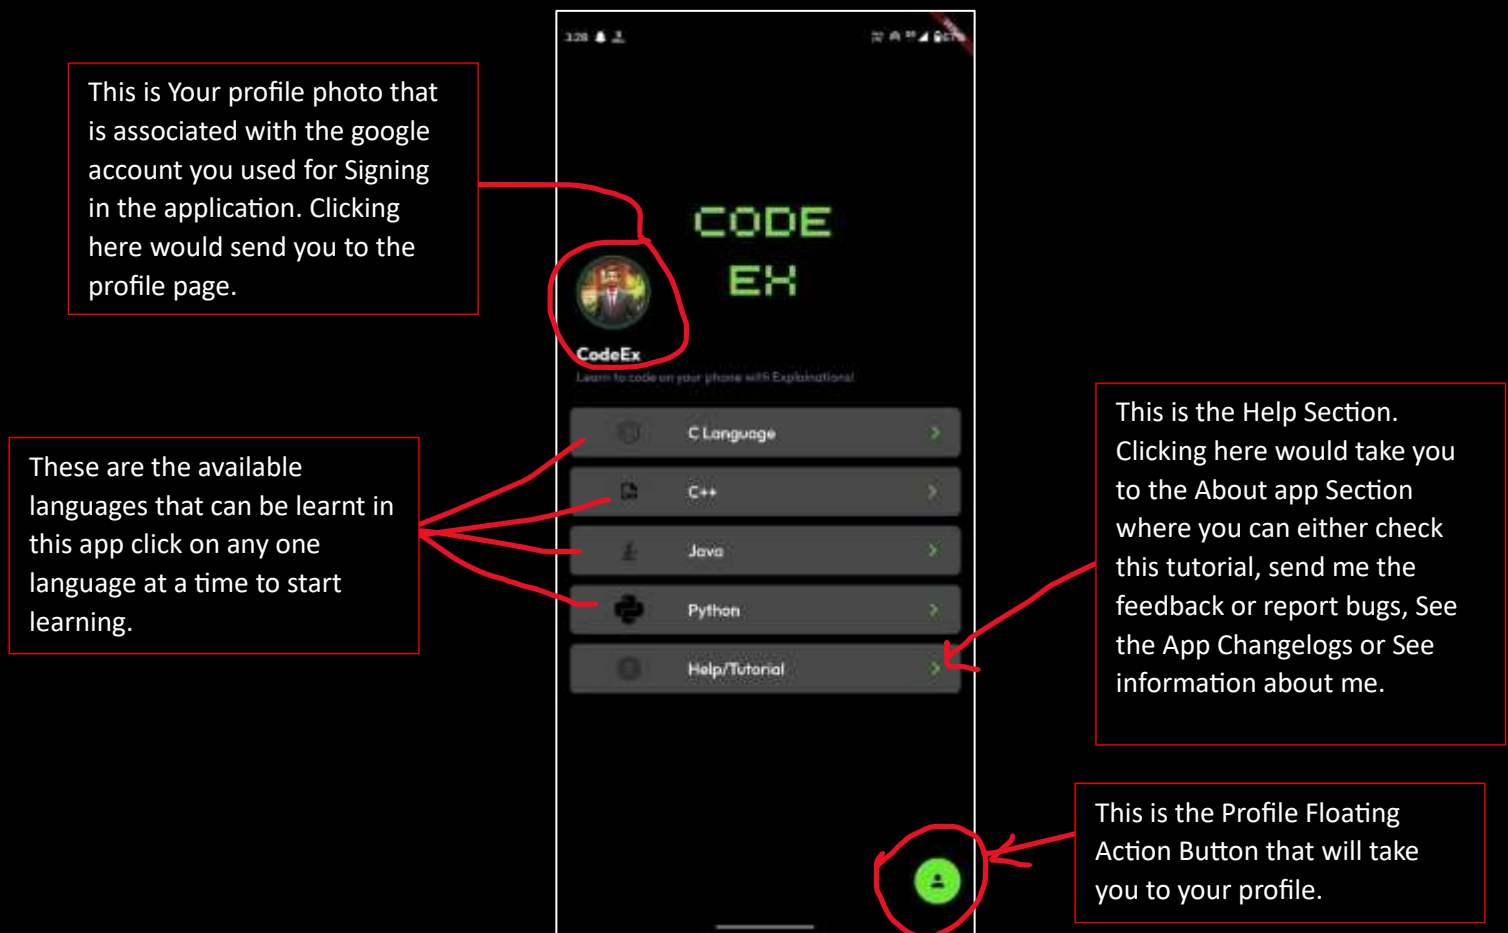 3:28
67%
This is Your profile photo that
is associated with the google
account you used for Signing
in the application. Clicking
here would send you to the
profile page.
CODE
EX
CodeEx
Learn to code on your phone with Explainations!
These are the available
languages that can be learnt in
this app click on any one
language at a time to start
learning.
C Language
C++
Java
Python
Help/Tutorial
This is the Help Section.
Clicking here would take you
to the About app Section
where you can either check
this tutorial, send me the
feedback or report bugs, See
the App Changelogs or See
information about me.
This is the Profile Floating
Action Button that will take
you to your profile.